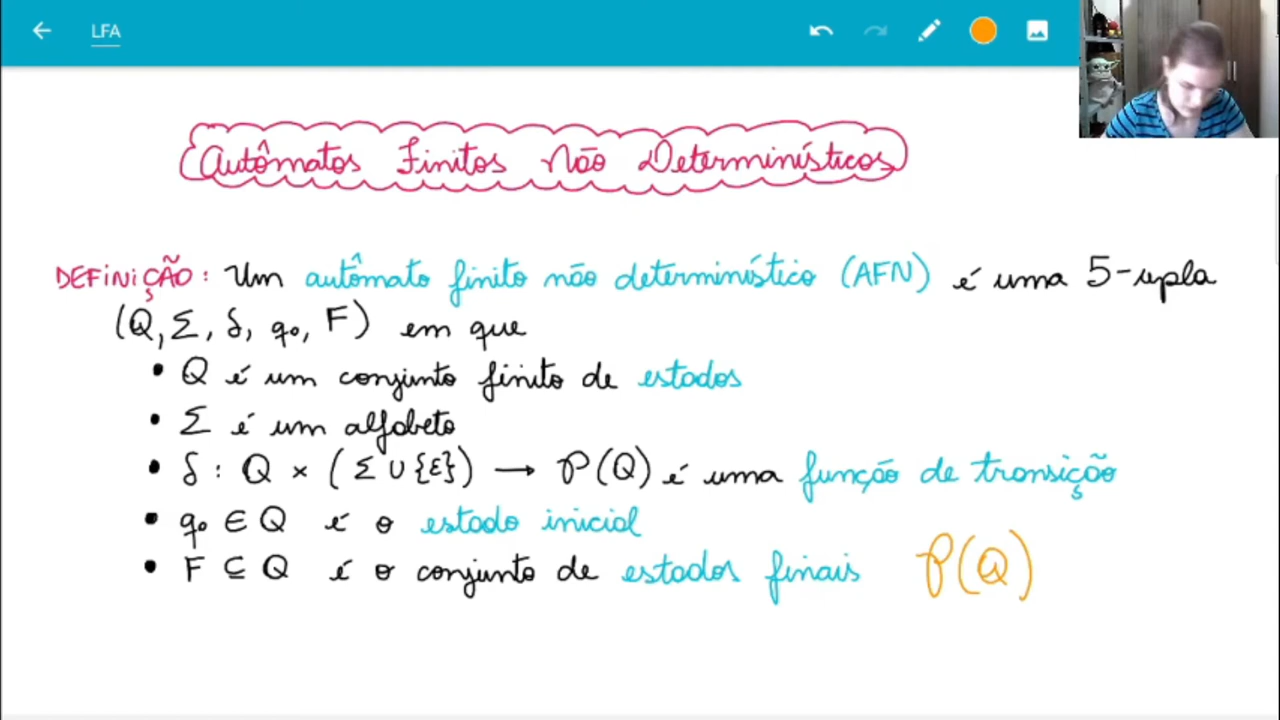 LFA
Autômatos Finitos Não Determinísticos
DEFINIÇÃO: Um autômato finito não determinístico (AFN) é uma 5-upla
(Q, Σ, δ, q₀, F) em que
• Q é um conjunto finito de estados
• Σ é um alfabeto
• δ: Q × (Σ ∪ {ε}) → P(Q) é uma função de transição
• q₀ ∈ Q é o estado inicial
• F ⊆ Q é o conjunto de estados finais P(Q)